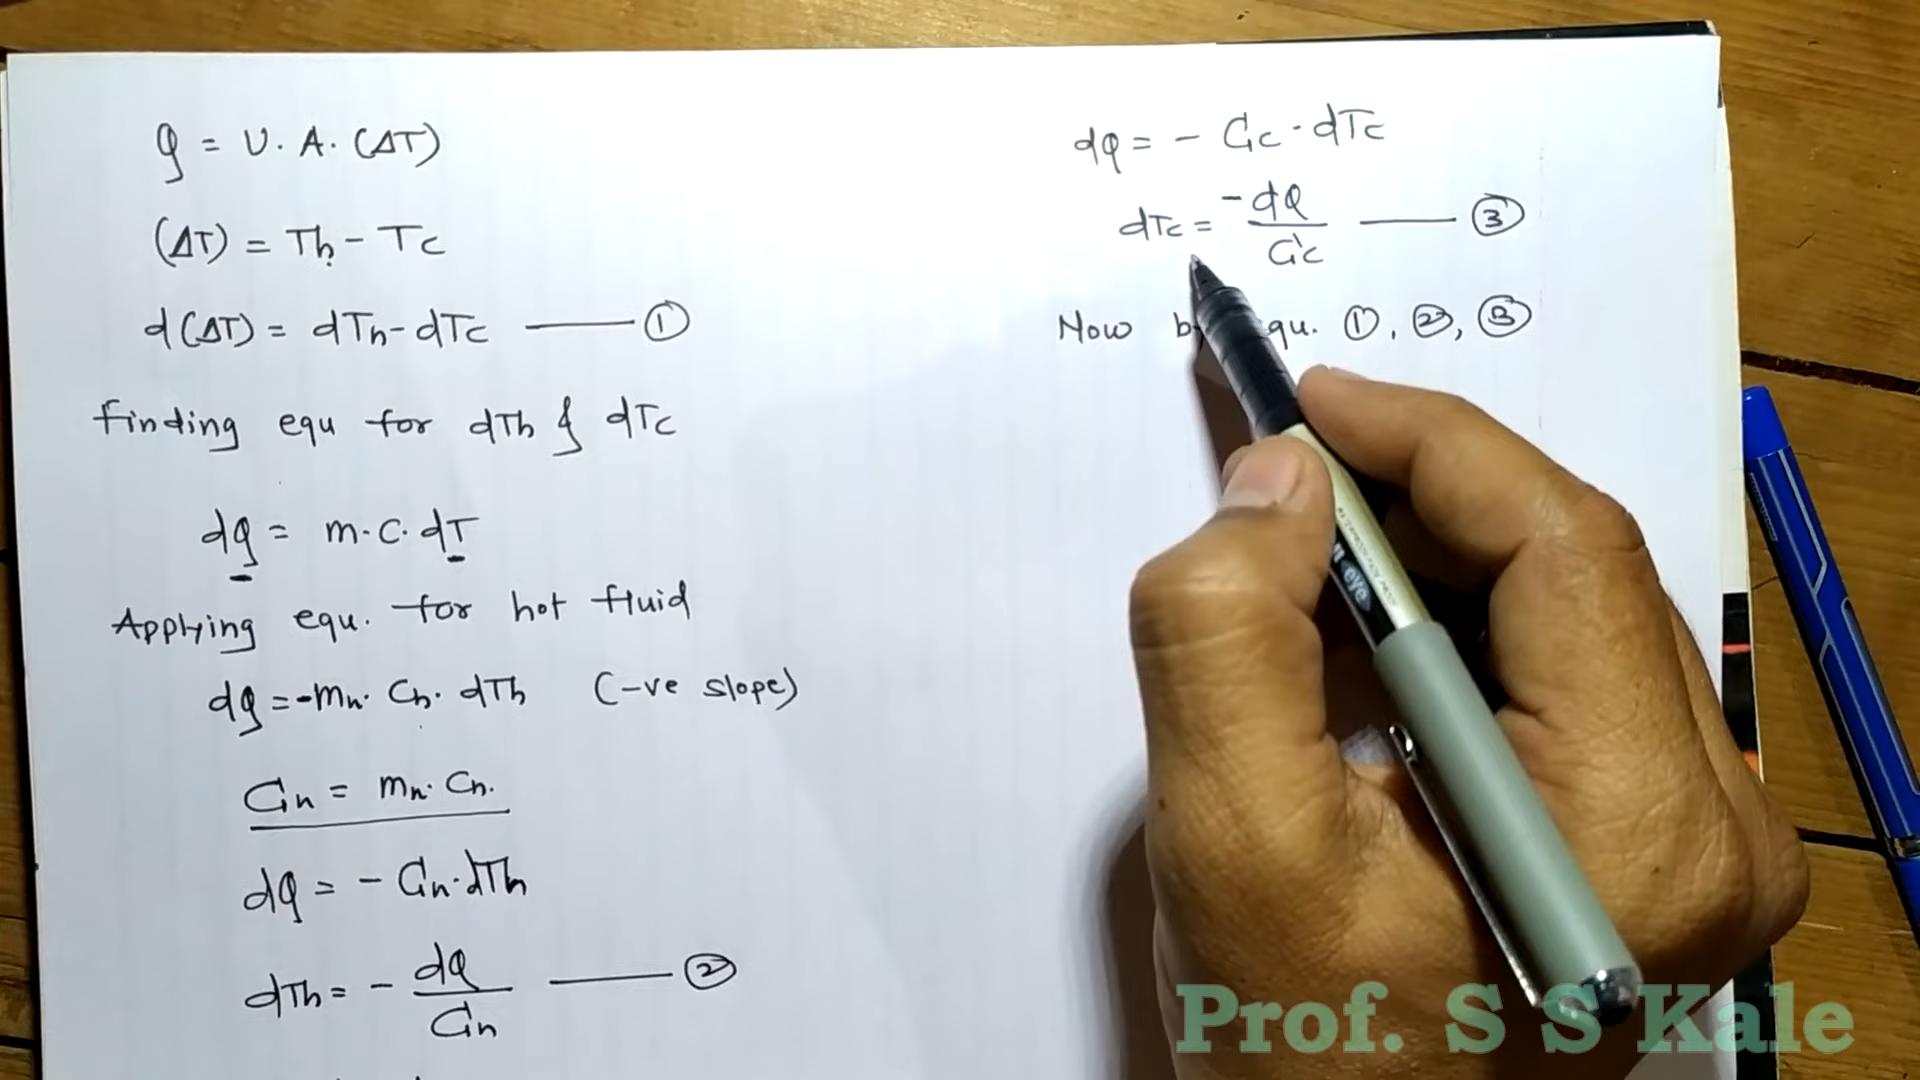 Q = U. A. (ΔT)
(ΔT) = Th - Tc
d(ΔT) = dTh - dTc —— ①
Finding equ for dTh & dTc
dQ = m. c. dT
Applying equ. for hot fluid
dQ = -mh. Ch. dTh (-ve slope)
Ch = mh. Ch.
dQ = - Ch. dTh
dTh = - dQ/Ch —— ②
dQ = - Cc . dTc
dTc = -dQ/Cc —— ③
Now equ. ①, ②, ③
eye
Prof. S S Kale